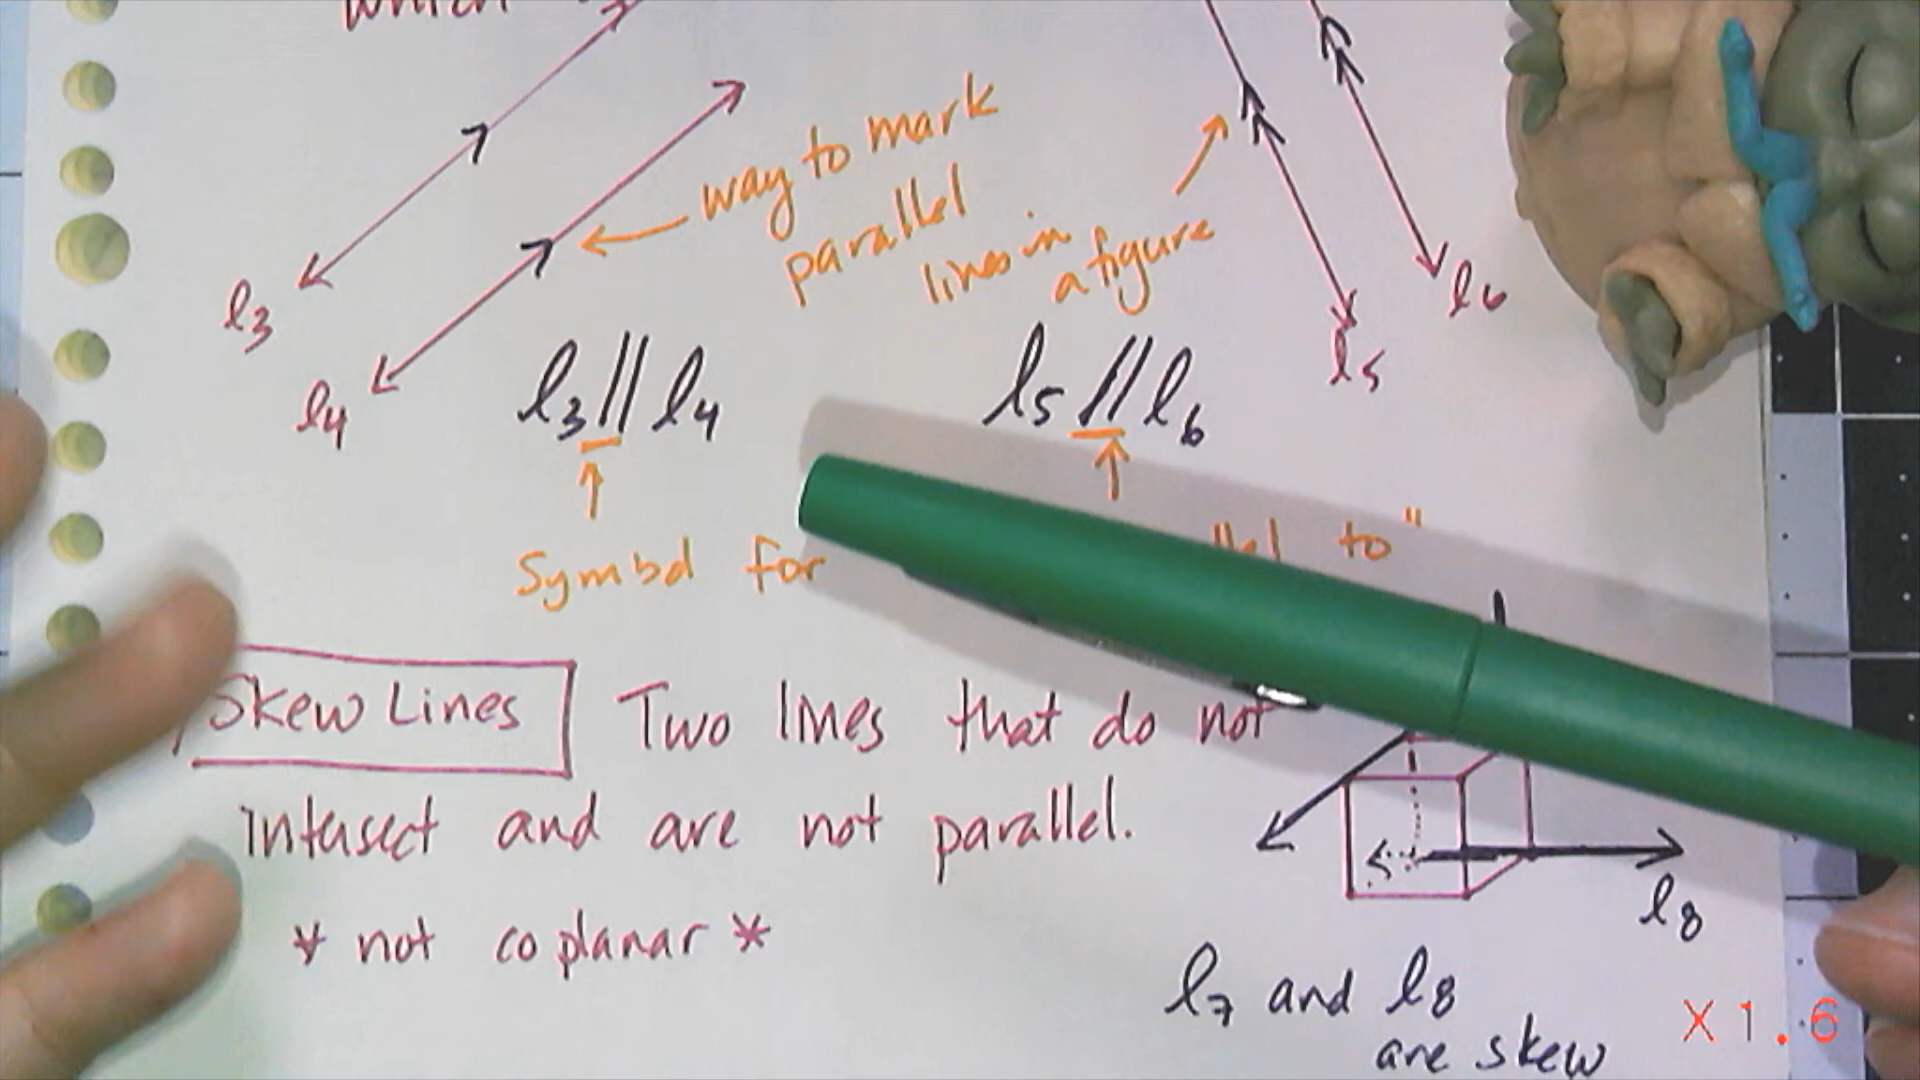 which
way to mark
parallel
lines in
a figure
l3
l4
l5
l6
l3 // l4
l5 // l6
Symbol for
to"
Skew Lines Two lines that do not
intersect and are not parallel.
* not coplanar *
l8
l7 and l8
are skew
X1.6